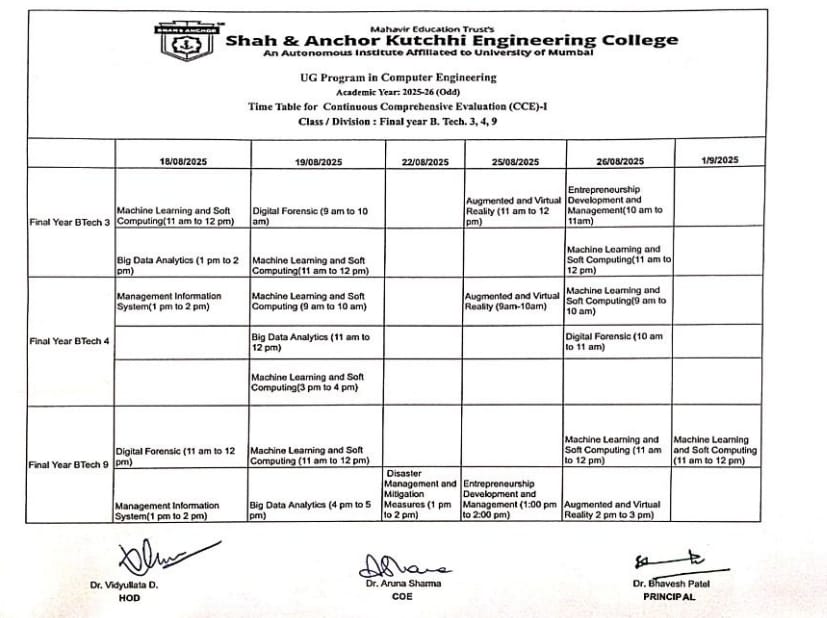 Mahavir Education Trust's
SHAH & ANCHOR
Shah & Anchor Kutchhi Engineering College
An Autonomous Institute Affiliated to University of Mumbai
UG Program in Computer Engineering
Academic Year: 2025-26 (Odd)
Time Table for Continuous Comprehensive Evaluation (CCE)-I
Class / Division : Final year B. Tech. 3, 4, 9
18/08/2025 19/08/2025 22/08/2025 25/08/2025 26/08/2025 1/9/2025
Final Year BTech 3
Machine Learning and Soft
Computing(11 am to 12 pm)
Digital Forensic (9 am to 10
am)
Augmented and Virtual
Reality (11 am to 12
pm)
Entrepreneurship
Development and
Management(10 am to
11am)
Big Data Analytics (1 pm to 2
pm)
Machine Learning and Soft
Computing(11 am to 12 pm)
Machine Learning and
Soft Computing(11 am to
12 pm)
Final Year BTech 4
Management Information
System(1 pm to 2 pm)
Machine Learning and Soft
Computing (9 am to 10 am)
Augmented and Virtual
Reality (9am-10am)
Machine Learning and
Soft Computing(9 am to
10 am)
Big Data Analytics (11 am to
12 pm)
Digital Forensic (10 am
to 11 am)
Machine Learning and Soft
Computing(3 pm to 4 pm)
Final Year BTech 9
Digital Forensic (11 am to 12
pm)
Machine Learning and Soft
Computing (11 am to 12 pm)
Machine Learning and
Soft Computing (11 am
to 12 pm)
Machine Learning
and Soft Computing
(11 am to 12 pm)
Management Information
System(1 pm to 2 pm)
Big Data Analytics (4 pm to 5
pm)
Disaster
Management and
Mitigation
Measures (1 pm
to 2 pm)
Entrepreneurship
Development and
Management (1:00 pm
to 2:00 pm)
Augmented and Virtual
Reality 2 pm to 3 pm)
Dr. Vidyullata D.
HOD
Dr. Aruna Sharma
COE
Dr. Bhavesh Patel
PRINCIPAL